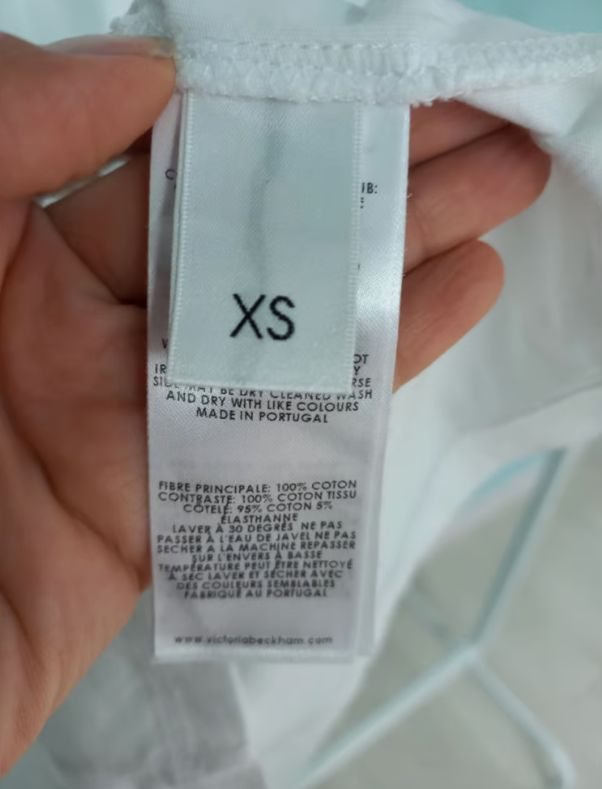 XS
IB:
SIDE MAY BE DRY CLEANED WASH
AND DRY WITH LIKE COLOURS
MADE IN PORTUGAL
FIBRE PRINCIPALE: 100% COTON
CONTRASTE: 100% COTON TISSU
CÔTELÉ: 95% COTON 5%
ÉLASTHANNE
LAVER À 30 DEGRÉS NE PAS
PASSER À L'EAU DE JAVEL NE PAS
SÉCHER À LA MACHINE REPASSER
SUR L'ENVERS À BASSE
TEMPÉRATURE PEUT ÊTRE NETTOYÉ
À SEC LAVER ET SÉCHER AVEC
DES COULEURS SEMBLABLES
FABRIQUÉ AU PORTUGAL
www.victoriabeckham.com